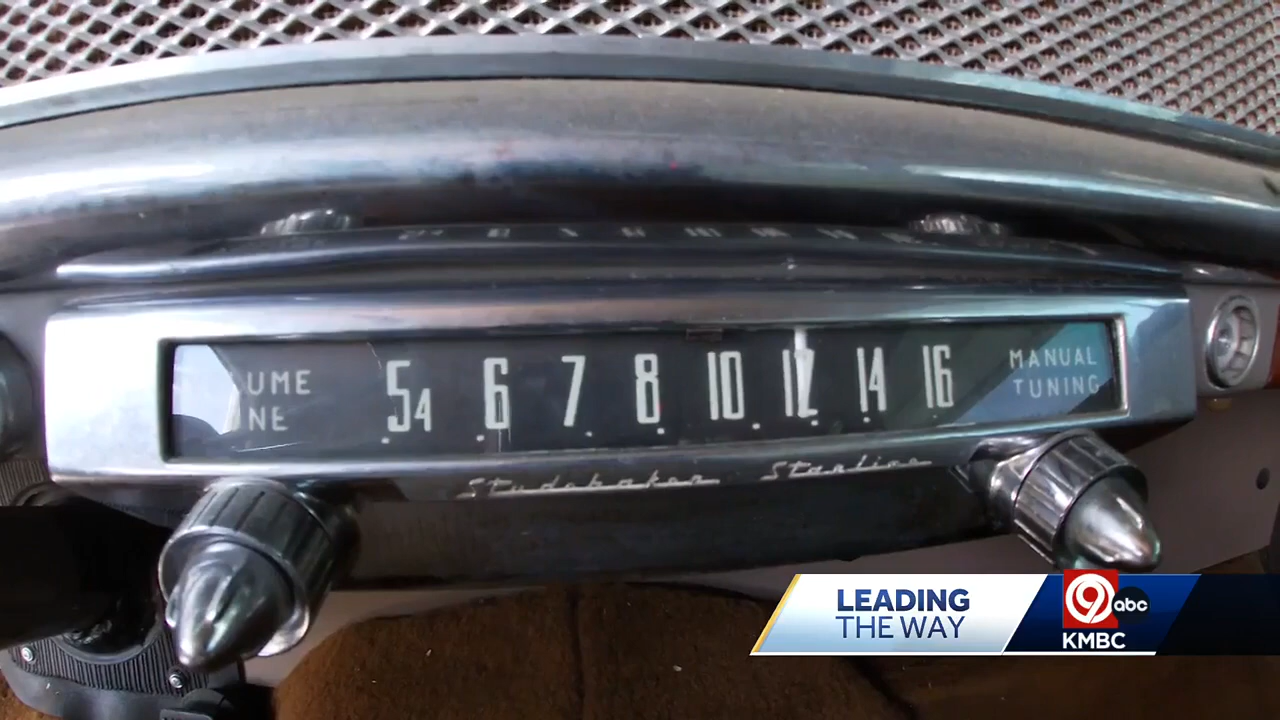 UME
NE
54 6 7 8 10 12 14 16
MANUAL
TUNING
Studebaker Starline
LEADING
THE WAY
9 abc
KMBC